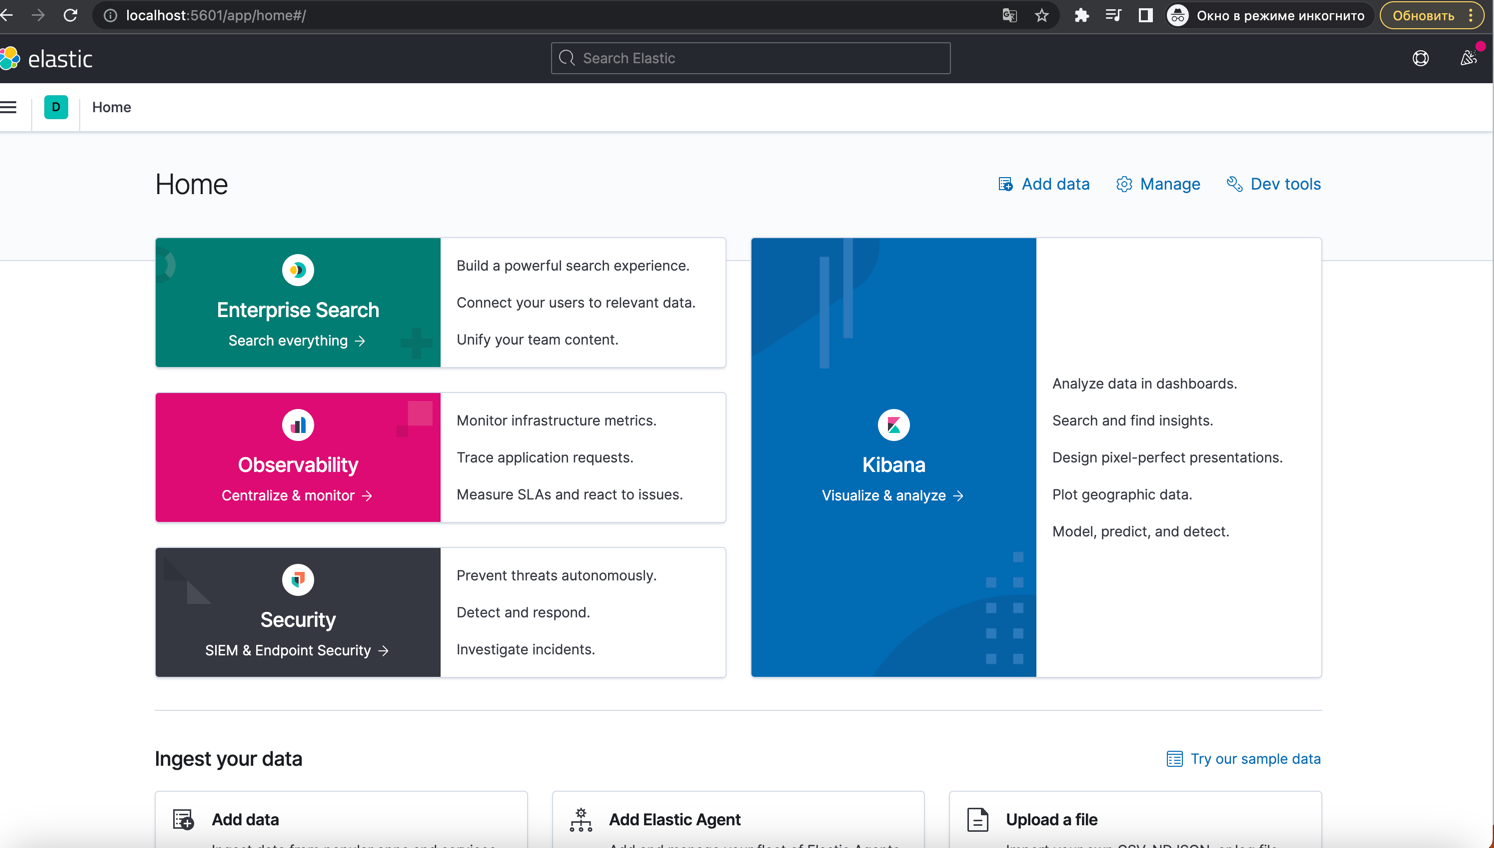 localhost:5601/app/home#/
Окно в режиме инкогнито
Обновить
elastic
Search Elastic
D
Home
Home
Add data
Manage
Dev tools
Enterprise Search
Search everything →
Build a powerful search experience.
Connect your users to relevant data.
Unify your team content.
Observability
Centralize & monitor →
Monitor infrastructure metrics.
Trace application requests.
Measure SLAs and react to issues.
Security
SIEM & Endpoint Security →
Prevent threats autonomously.
Detect and respond.
Investigate incidents.
Kibana
Visualize & analyze →
Analyze data in dashboards.
Search and find insights.
Design pixel-perfect presentations.
Plot geographic data.
Model, predict, and detect.
Ingest your data
Try our sample data
Add data
Add Elastic Agent
Upload a file